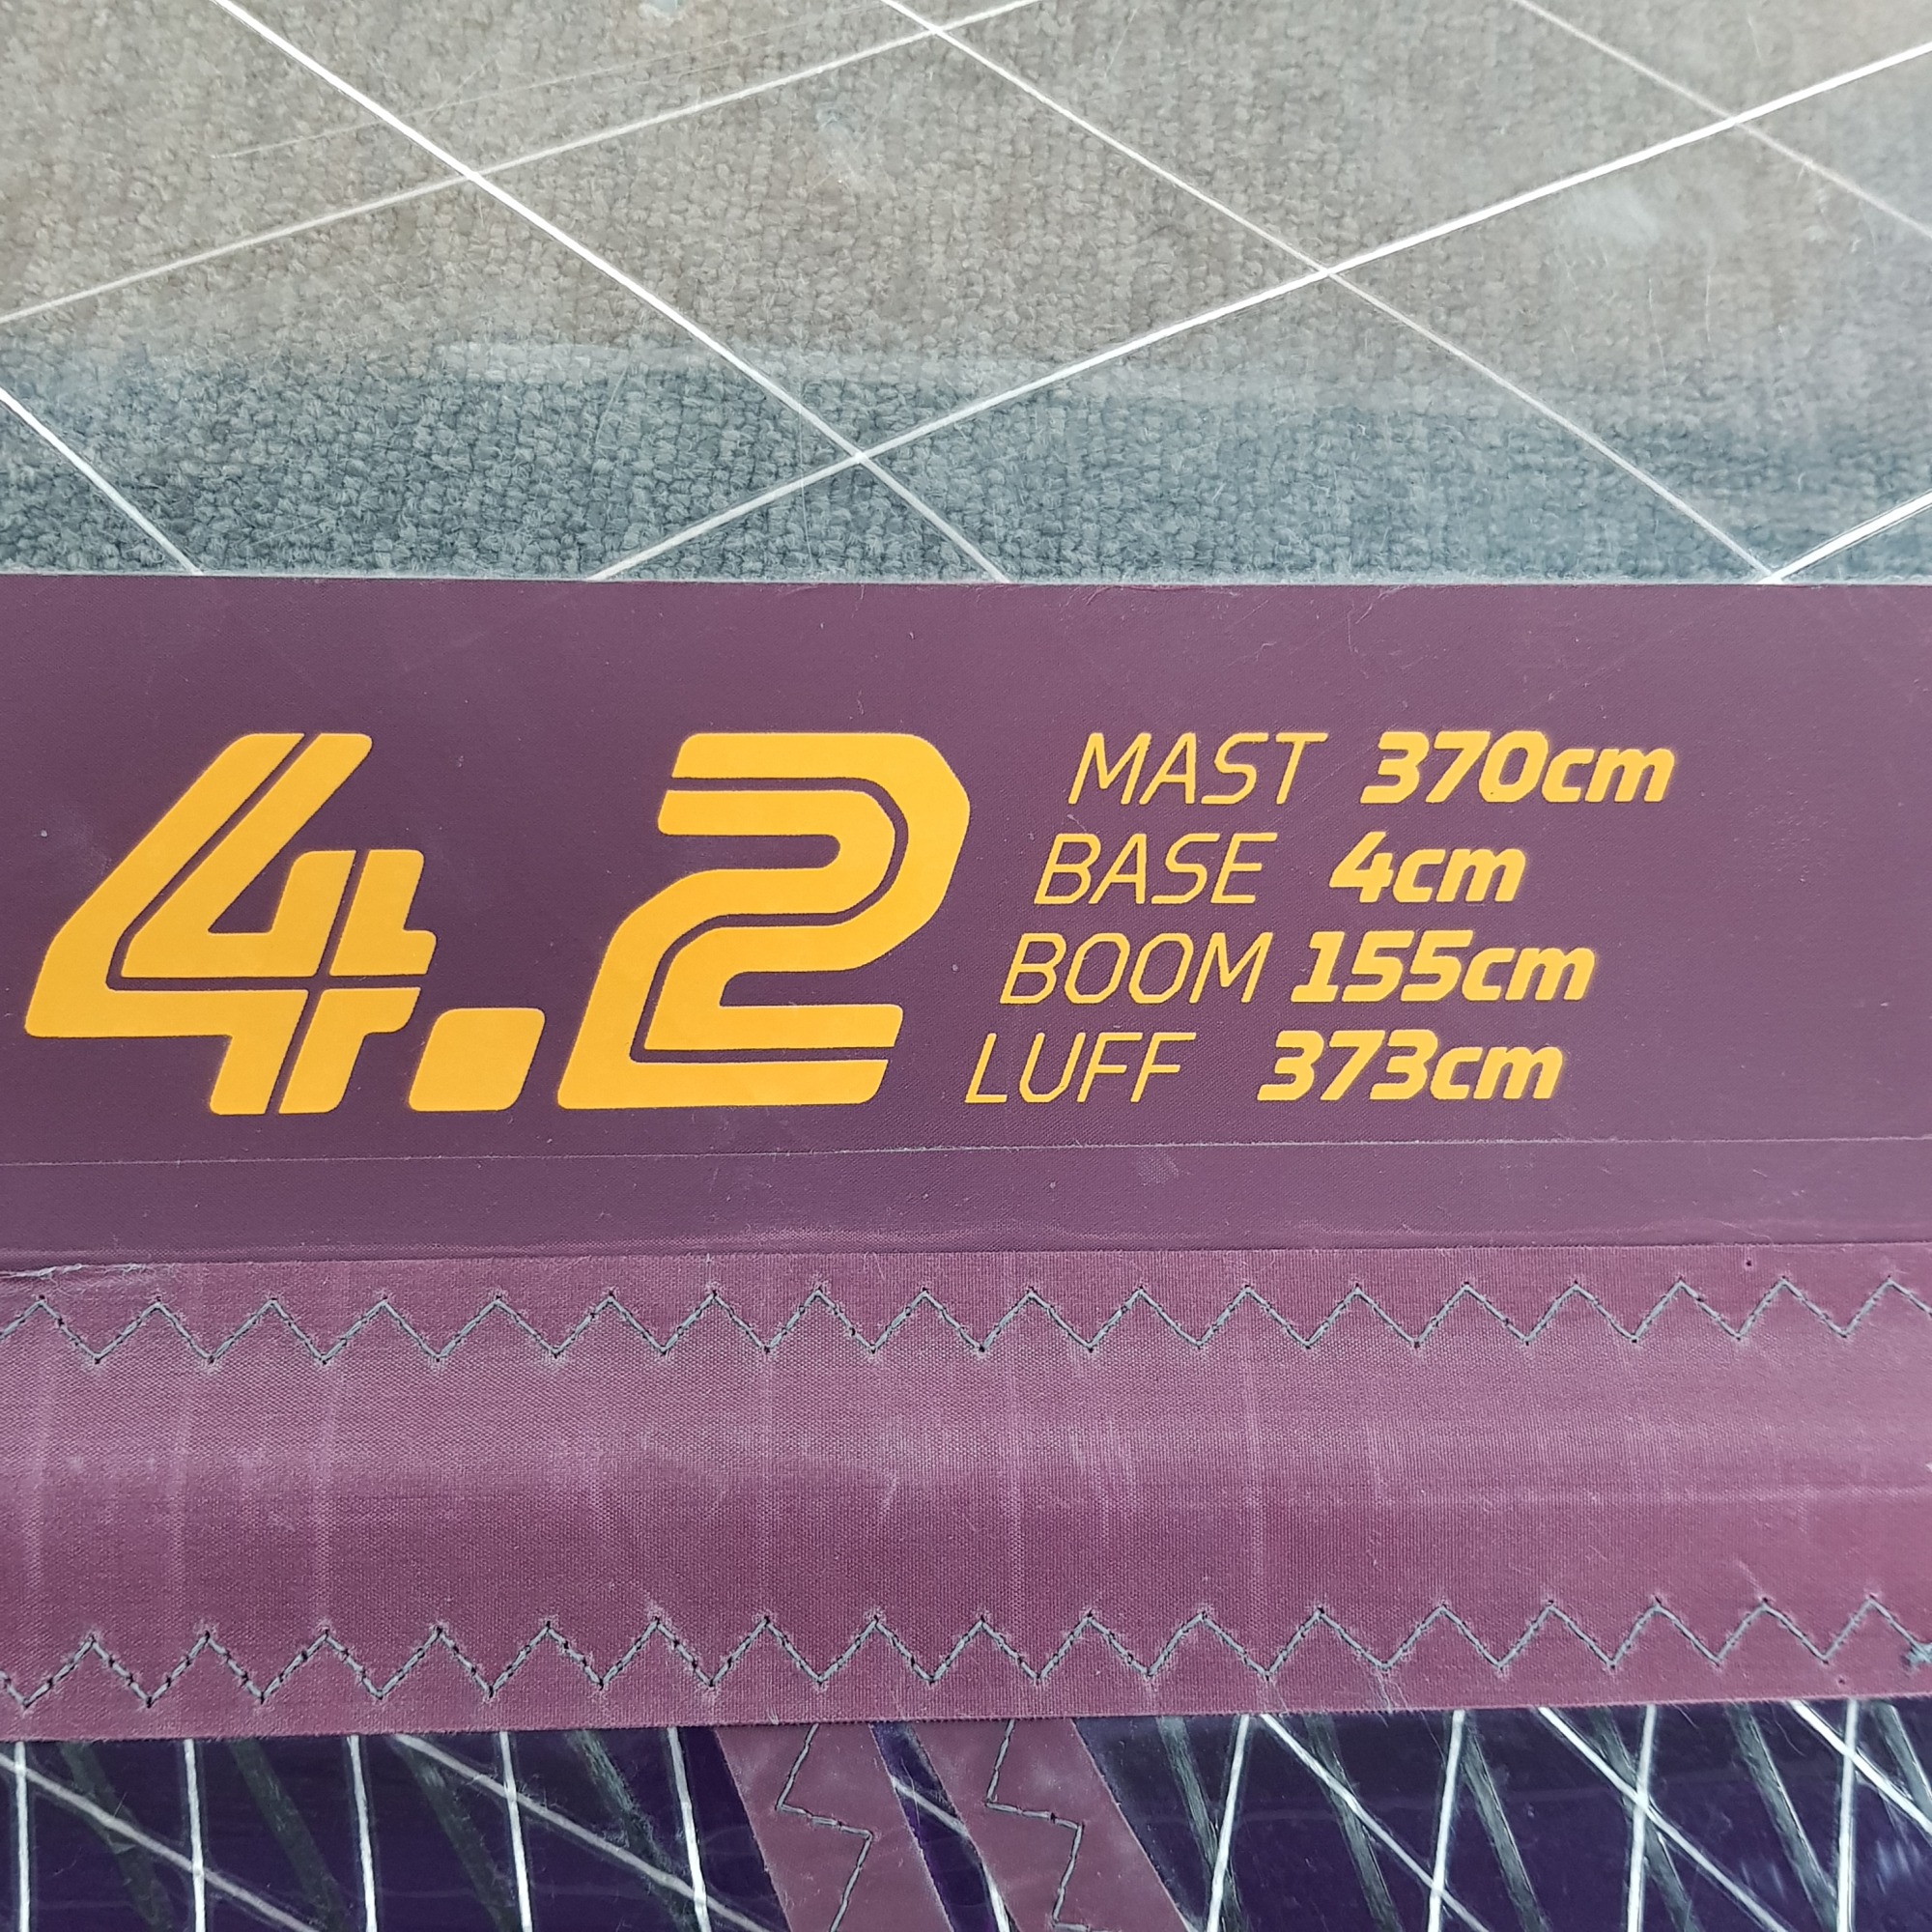 4.2
MAST 370cm
BASE 4cm
BOOM 155cm
LUFF 373cm